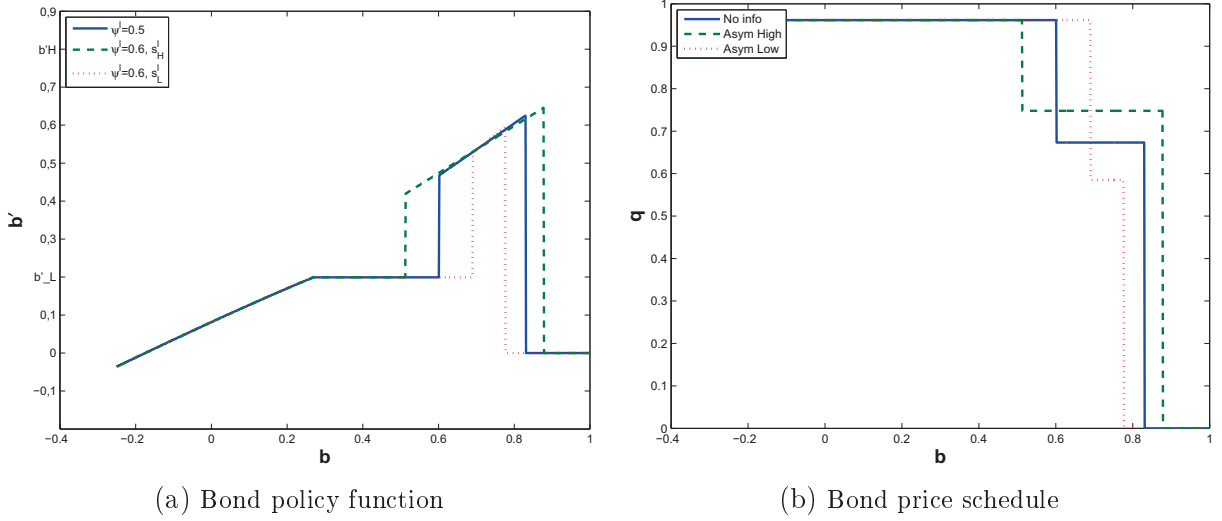 ψ^I=0.5
ψ^I=0.6, s_H^I
ψ^I=0.6, s_L^I
b'H
0,9
0,8
0,7
0,6
0,5
0,4
0,3
b'_L
0,1
0
−0,1
b′
−0.4 −0.2 0 0.2 0.4 0.6 0.8 1
b
(a) Bond policy function
No info
Asym High
Asym Low
1
0.9
0.8
0.7
0.6
0.5
0.4
0.3
0.2
0.1
0
q
−0.4 −0.2 0 0.2 0.4 0.6 0.8 1
b
(b) Bond price schedule